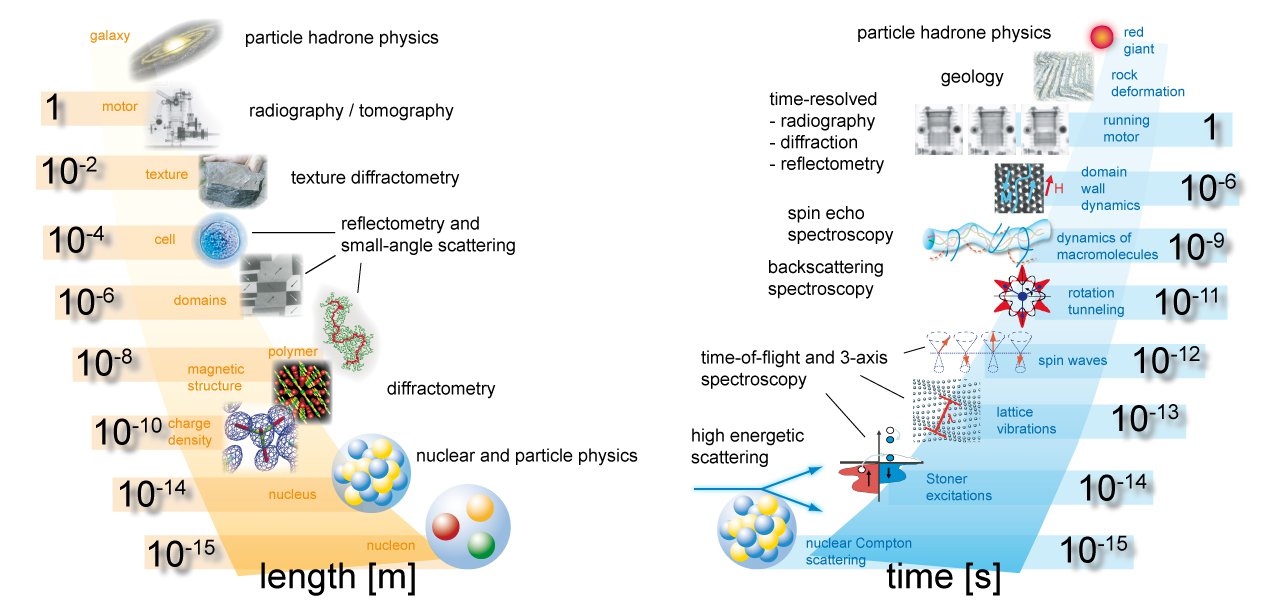 galaxy
particle hadrone physics
1
motor
radiography / tomography
10-2
texture
texture diffractometry
10-4
cell
reflectometry and
small-angle scattering
10-6
domains
10-8
polymer
magnetic
structure
diffractometry
10-10
charge
density
nuclear and particle physics
10-14
nucleus
10-15
nucleon
length [m]
particle hadrone physics
red
giant
geology
rock
deformation
time-resolved
- radiography
- diffraction
- reflectometry
running
motor
1
H
domain
wall
dynamics
10-6
spin echo
spectroscopy
dynamics of
macromolecules
10-9
backscattering
spectroscopy
rotation
tunneling
10-11
time-of-flight and 3-axis
spectroscopy
spin waves
10-12
λ
lattice
vibrations
10-13
high energetic
scattering
Stoner
excitations
10-14
nuclear Compton
scattering
10-15
time [s]